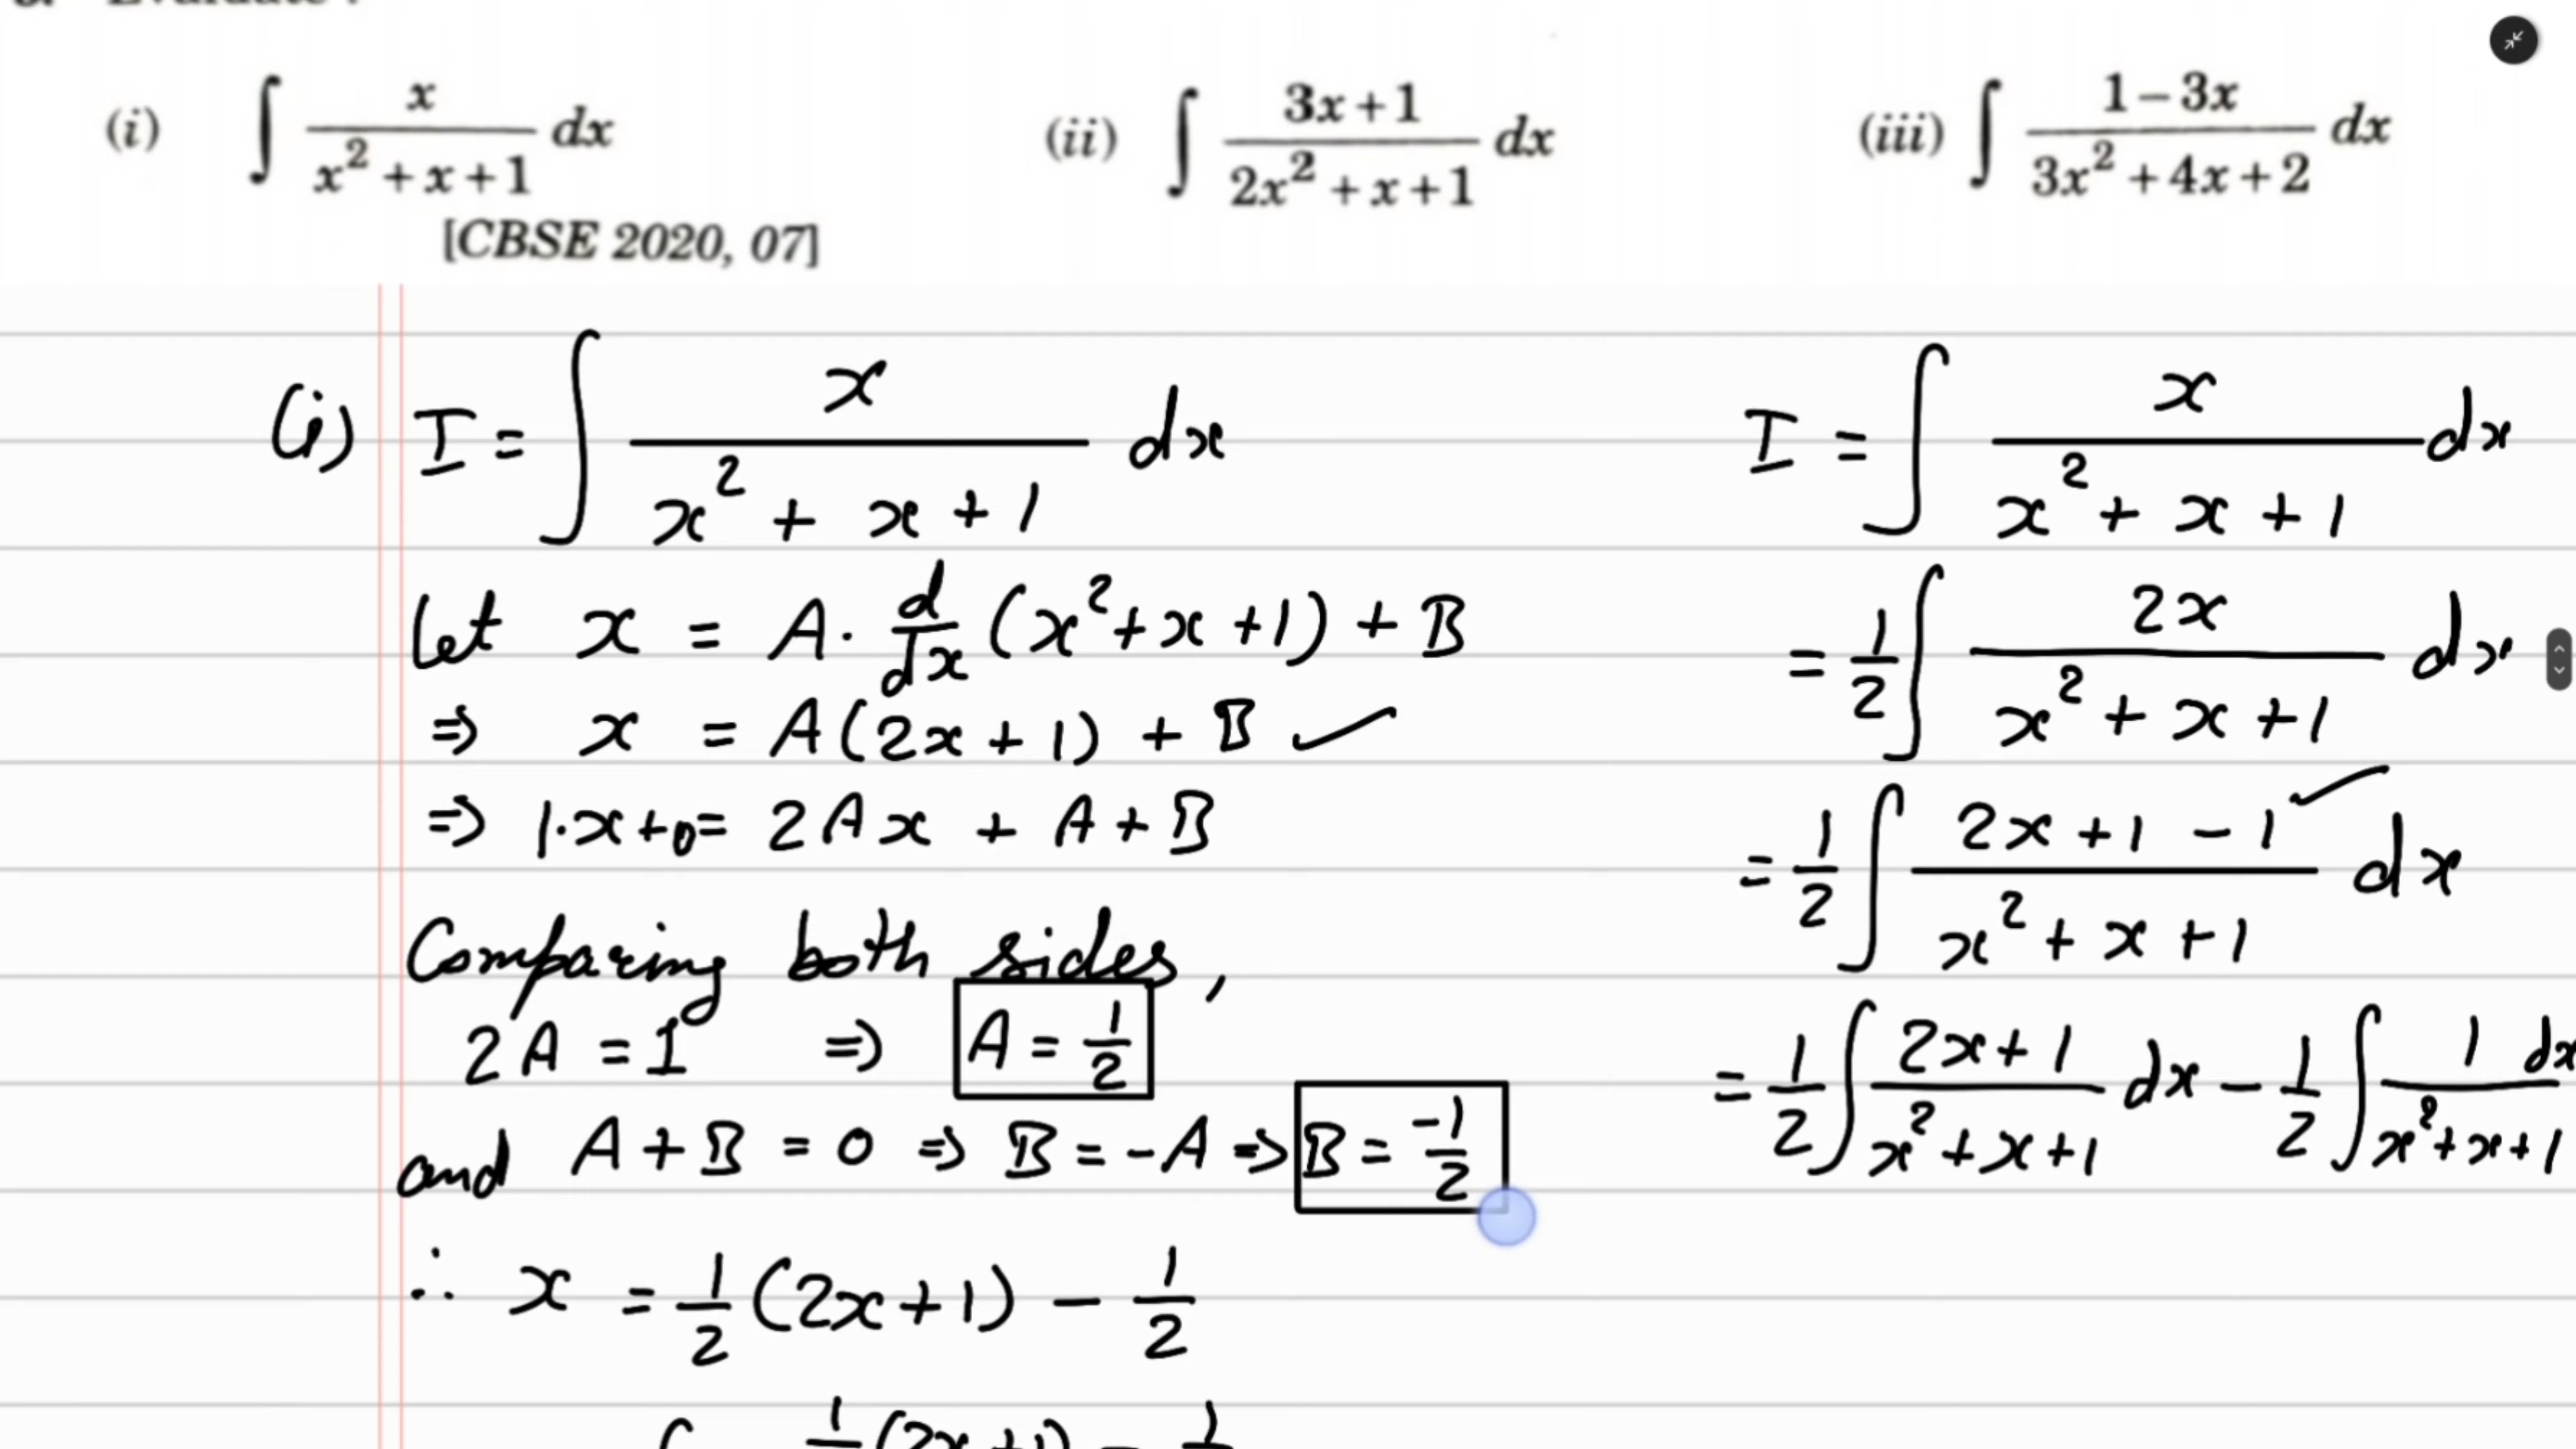 (i) ∫ x / (x² + x + 1) dx (ii) ∫ (3x + 1) / (2x² + x + 1) dx (iii) ∫ (1 – 3x) / (3x² + 4x + 2) dx
[CBSE 2020, 07]
(i) I = ∫ x / (x² + x + 1) dx
Let x = A · d/dx (x² + x + 1) + B
⇒ x = A(2x + 1) + B ✓
⇒ 1·x + 0 = 2Ax + A + B
Comparing both sides,
2A = 1 ⇒ A = 1/2
and A + B = 0 ⇒ B = -A ⇒ B = -1/2
∴ x = 1/2 (2x + 1) - 1/2
I = ∫ x / (x² + x + 1) dx
= 1/2 ∫ 2x / (x² + x + 1) dx
= 1/2 ∫ (2x + 1 - 1) / (x² + x + 1) dx ✓
= 1/2 ∫ (2x + 1) / (x² + x + 1) dx - 1/2 ∫ 1 dx / (x² + x + 1)